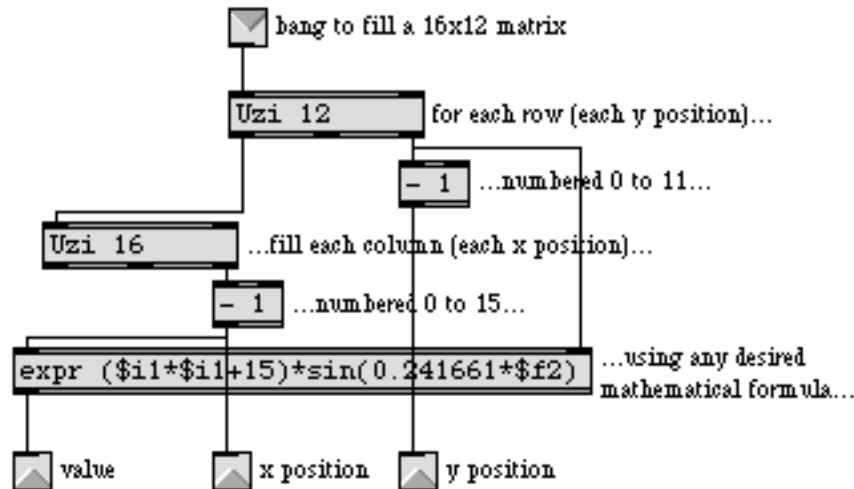 bang to fill a 16x12 matrix
Uzi 12
for each row (each y position)...
- 1
...numbered 0 to 11...
Uzi 16
...fill each column (each x position)...
- 1
...numbered 0 to 15...
expr ($i1*$i1+15)*sin(0.241661*$f2)
...using any desired
mathematical formula...
value
x position
y position